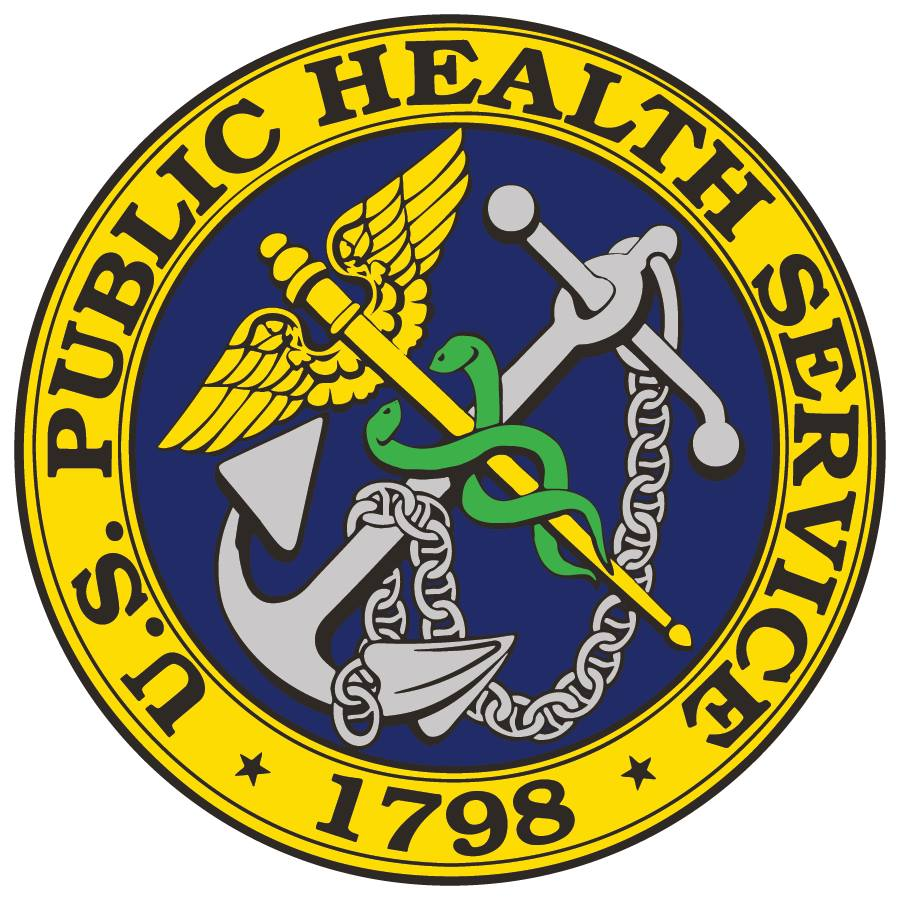 U.S. PUBLIC HEALTH SERVICE
1798